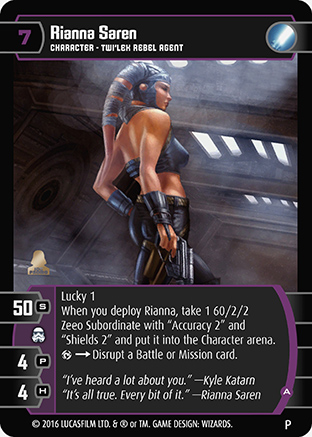 7
Rianna Saren
CHARACTER - TWI'LEK REBEL AGENT
50 S
4 P
4 H
Lucky 1
When you deploy Rianna, take 1 60/2/2
Zeeo Subordinate with “Accuracy 2” and
“Shields 2” and put it into the Character arena.
→ Disrupt a Battle or Mission card.
“I've heard a lot about you.” —Kyle Katarn
“It's all true. Every bit of it.” —Rianna Saren
A
© 2016 LUCASFILM LTD. & ® or TM. GAME DESIGN: WIZARDS.
P